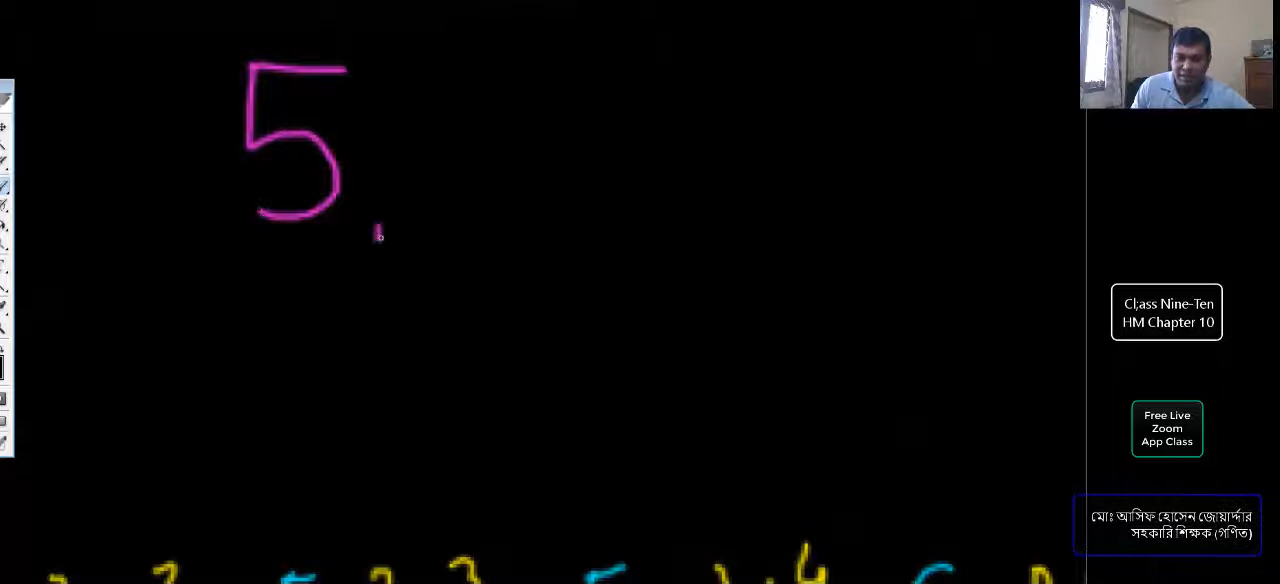 5
Cl;ass Nine-Ten
HM Chapter 10
Free Live
Zoom
App Class
মোঃ আসিফ হোসেন জোয়ার্দ্দার
সহকারি শিক্ষক (গণিত)